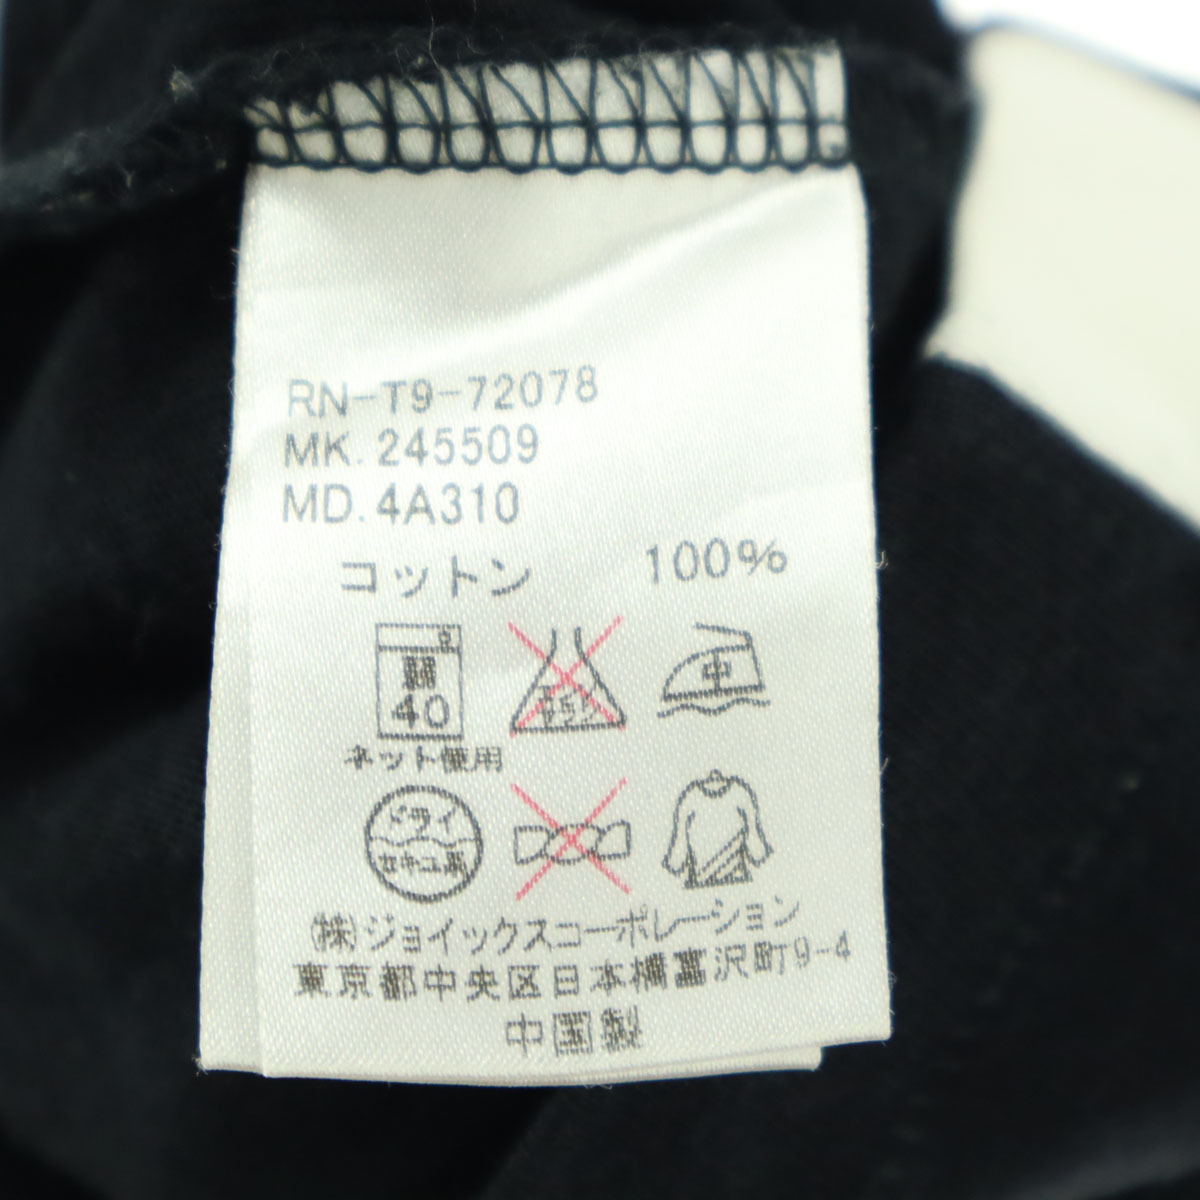 RN-T9-72078
MK. 245509
MD. 4A310
コットン 100%
弱 40 中
ネット使用
ドライ
セキユ系
(株)ジョイックスコーポレーション
東京都中央区日本橋富沢町9-4
中国製